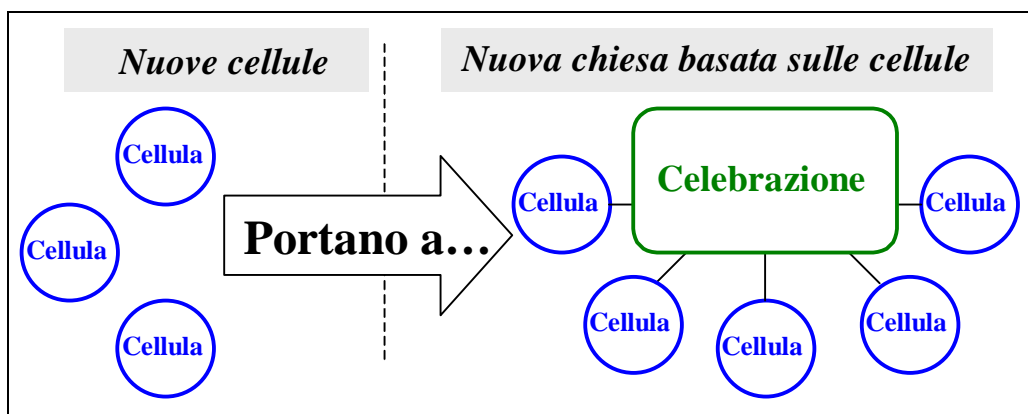 Nuove cellule
Nuova chiesa basata sulle cellule
Cellula
Cellula
Cellula
Portano a…
Celebrazione
Cellula
Cellula
Cellula
Cellula
Cellula